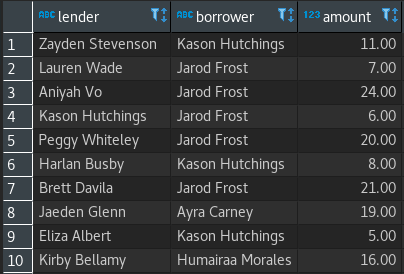 ABC lender ABC borrower 123 amount
1 Zayden Stevenson Kason Hutchings 11.00
2 Lauren Wade Jarod Frost 7.00
3 Aniyah Vo Jarod Frost 24.00
4 Kason Hutchings Jarod Frost 6.00
5 Peggy Whiteley Jarod Frost 20.00
6 Harlan Busby Kason Hutchings 8.00
7 Brett Davila Jarod Frost 21.00
8 Jaeden Glenn Ayra Carney 19.00
9 Eliza Albert Kason Hutchings 5.00
10 Kirby Bellamy Humairaa Morales 16.00